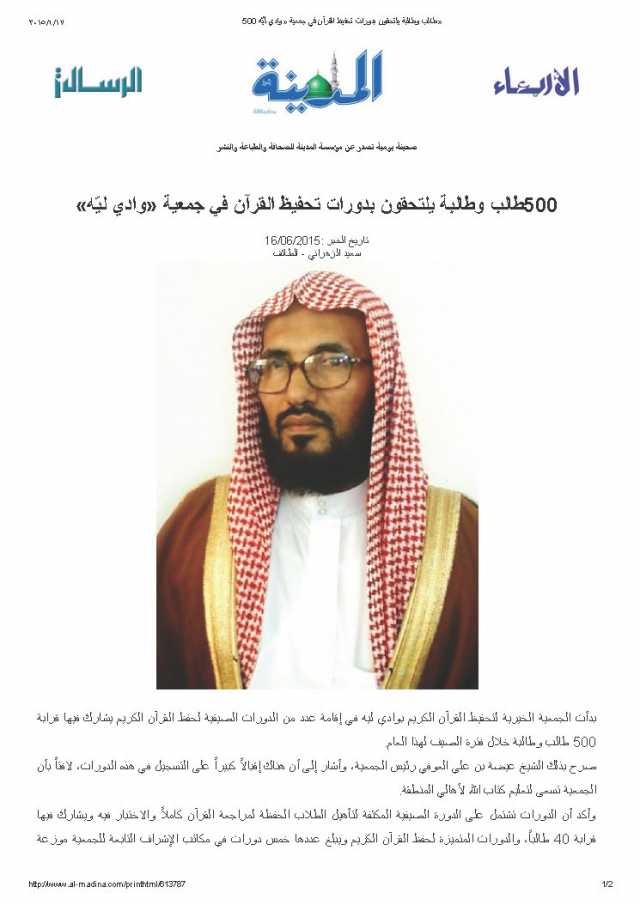 ٢٠١٥/٤/١٧
500 طالب وطالبة يلتحقون بدورات تحفيظ القرآن في جمعية «وادي ليّه»
الأربعاء
المدينة
AlMadina
الرسالة
صحيفة يومية تصدر عن مؤسسة المدينة للصحافة والطباعة والنشر
500طالب وطالبة يلتحقون بدورات تحفيظ القرآن في جمعية «وادي ليّه»
تاريخ الخبر :16/06/2015
سعيد الزهراني - الطائف
بدأت الجمعية الخيرية لتحفيظ القرآن الكريم بوادي ليه في إقامة عدد من الدورات الصيفية لحفظ القرآن الكريم يشارك فيها قرابة
500 طالب وطالبة خلال فترة الصيف لهذا العام.
صرح بذلك الشيخ عيضة بن علي العوفي رئيس الجمعية، وأشار إلى أن هناك إقبالاً كبيراً على التسجيل في هذه الدورات، لافتاً بأن
الجمعية تسعى لتعليم كتاب الله لأهالي المنطقة.
وأكد أن الدورات تشتمل على الدورة الصيفية المكثفة لتأهيل الطلاب الحفظة لمراجعة القرآن كاملاً والاختبار فيه ويشارك فيها
قرابة 40 طالباً، والدورات المتميزة لحفظ القرآن الكريم ويبلغ عددها خمس دورات في مكاتب الإشراف التابعة للجمعية موزعة
http://www.al-madina.com/printhtml/613787
1/2